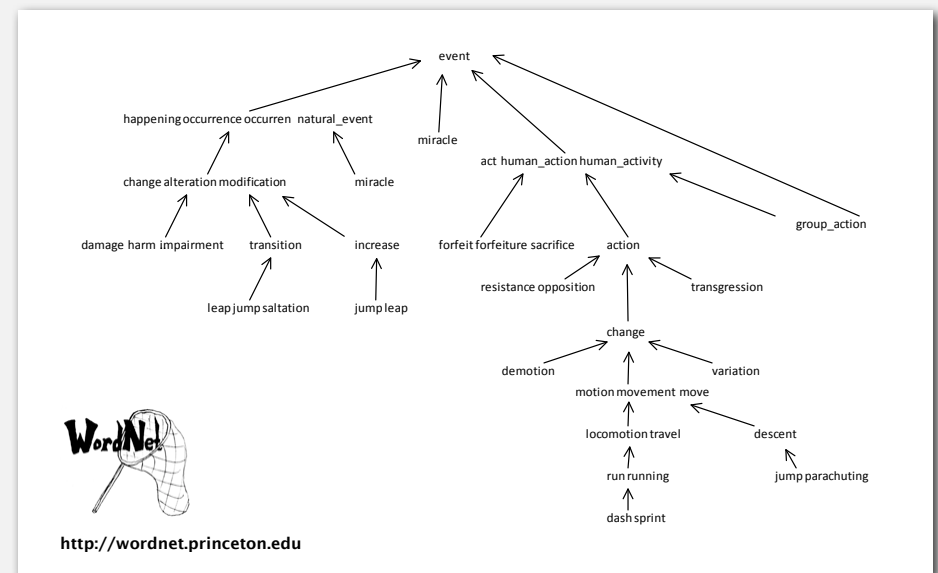 event
happening occurrence occurren natural_event
miracle
act human_action human_activity
change alteration modification
miracle
group_action
damage harm impairment
transition
increase
forfeit forfeiture sacrifice
action
resistance opposition
transgression
leap jump saltation
jump leap
change
demotion
variation
motion movement move
locomotion travel
descent
WordNet
run running
jump parachuting
dash sprint
http://wordnet.princeton.edu